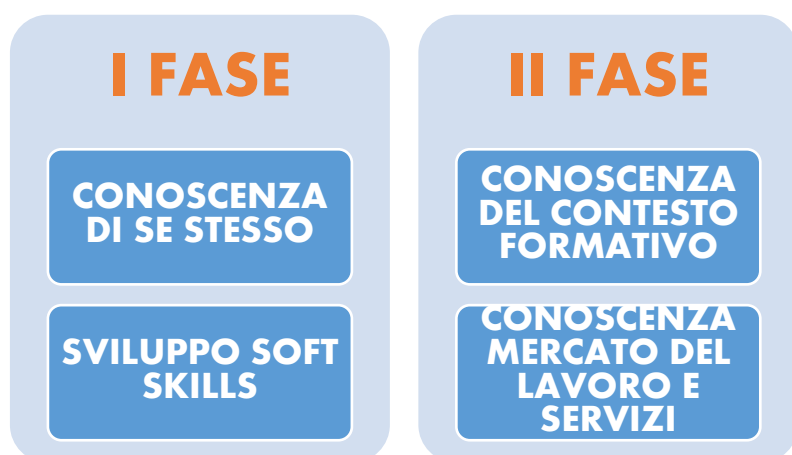 I FASE
CONOSCENZA
DI SE STESSO
SVILUPPO SOFT
SKILLS
II FASE
CONOSCENZA
DEL CONTESTO
FORMATIVO
CONOSCENZA
MERCATO DEL
LAVORO E
SERVIZI